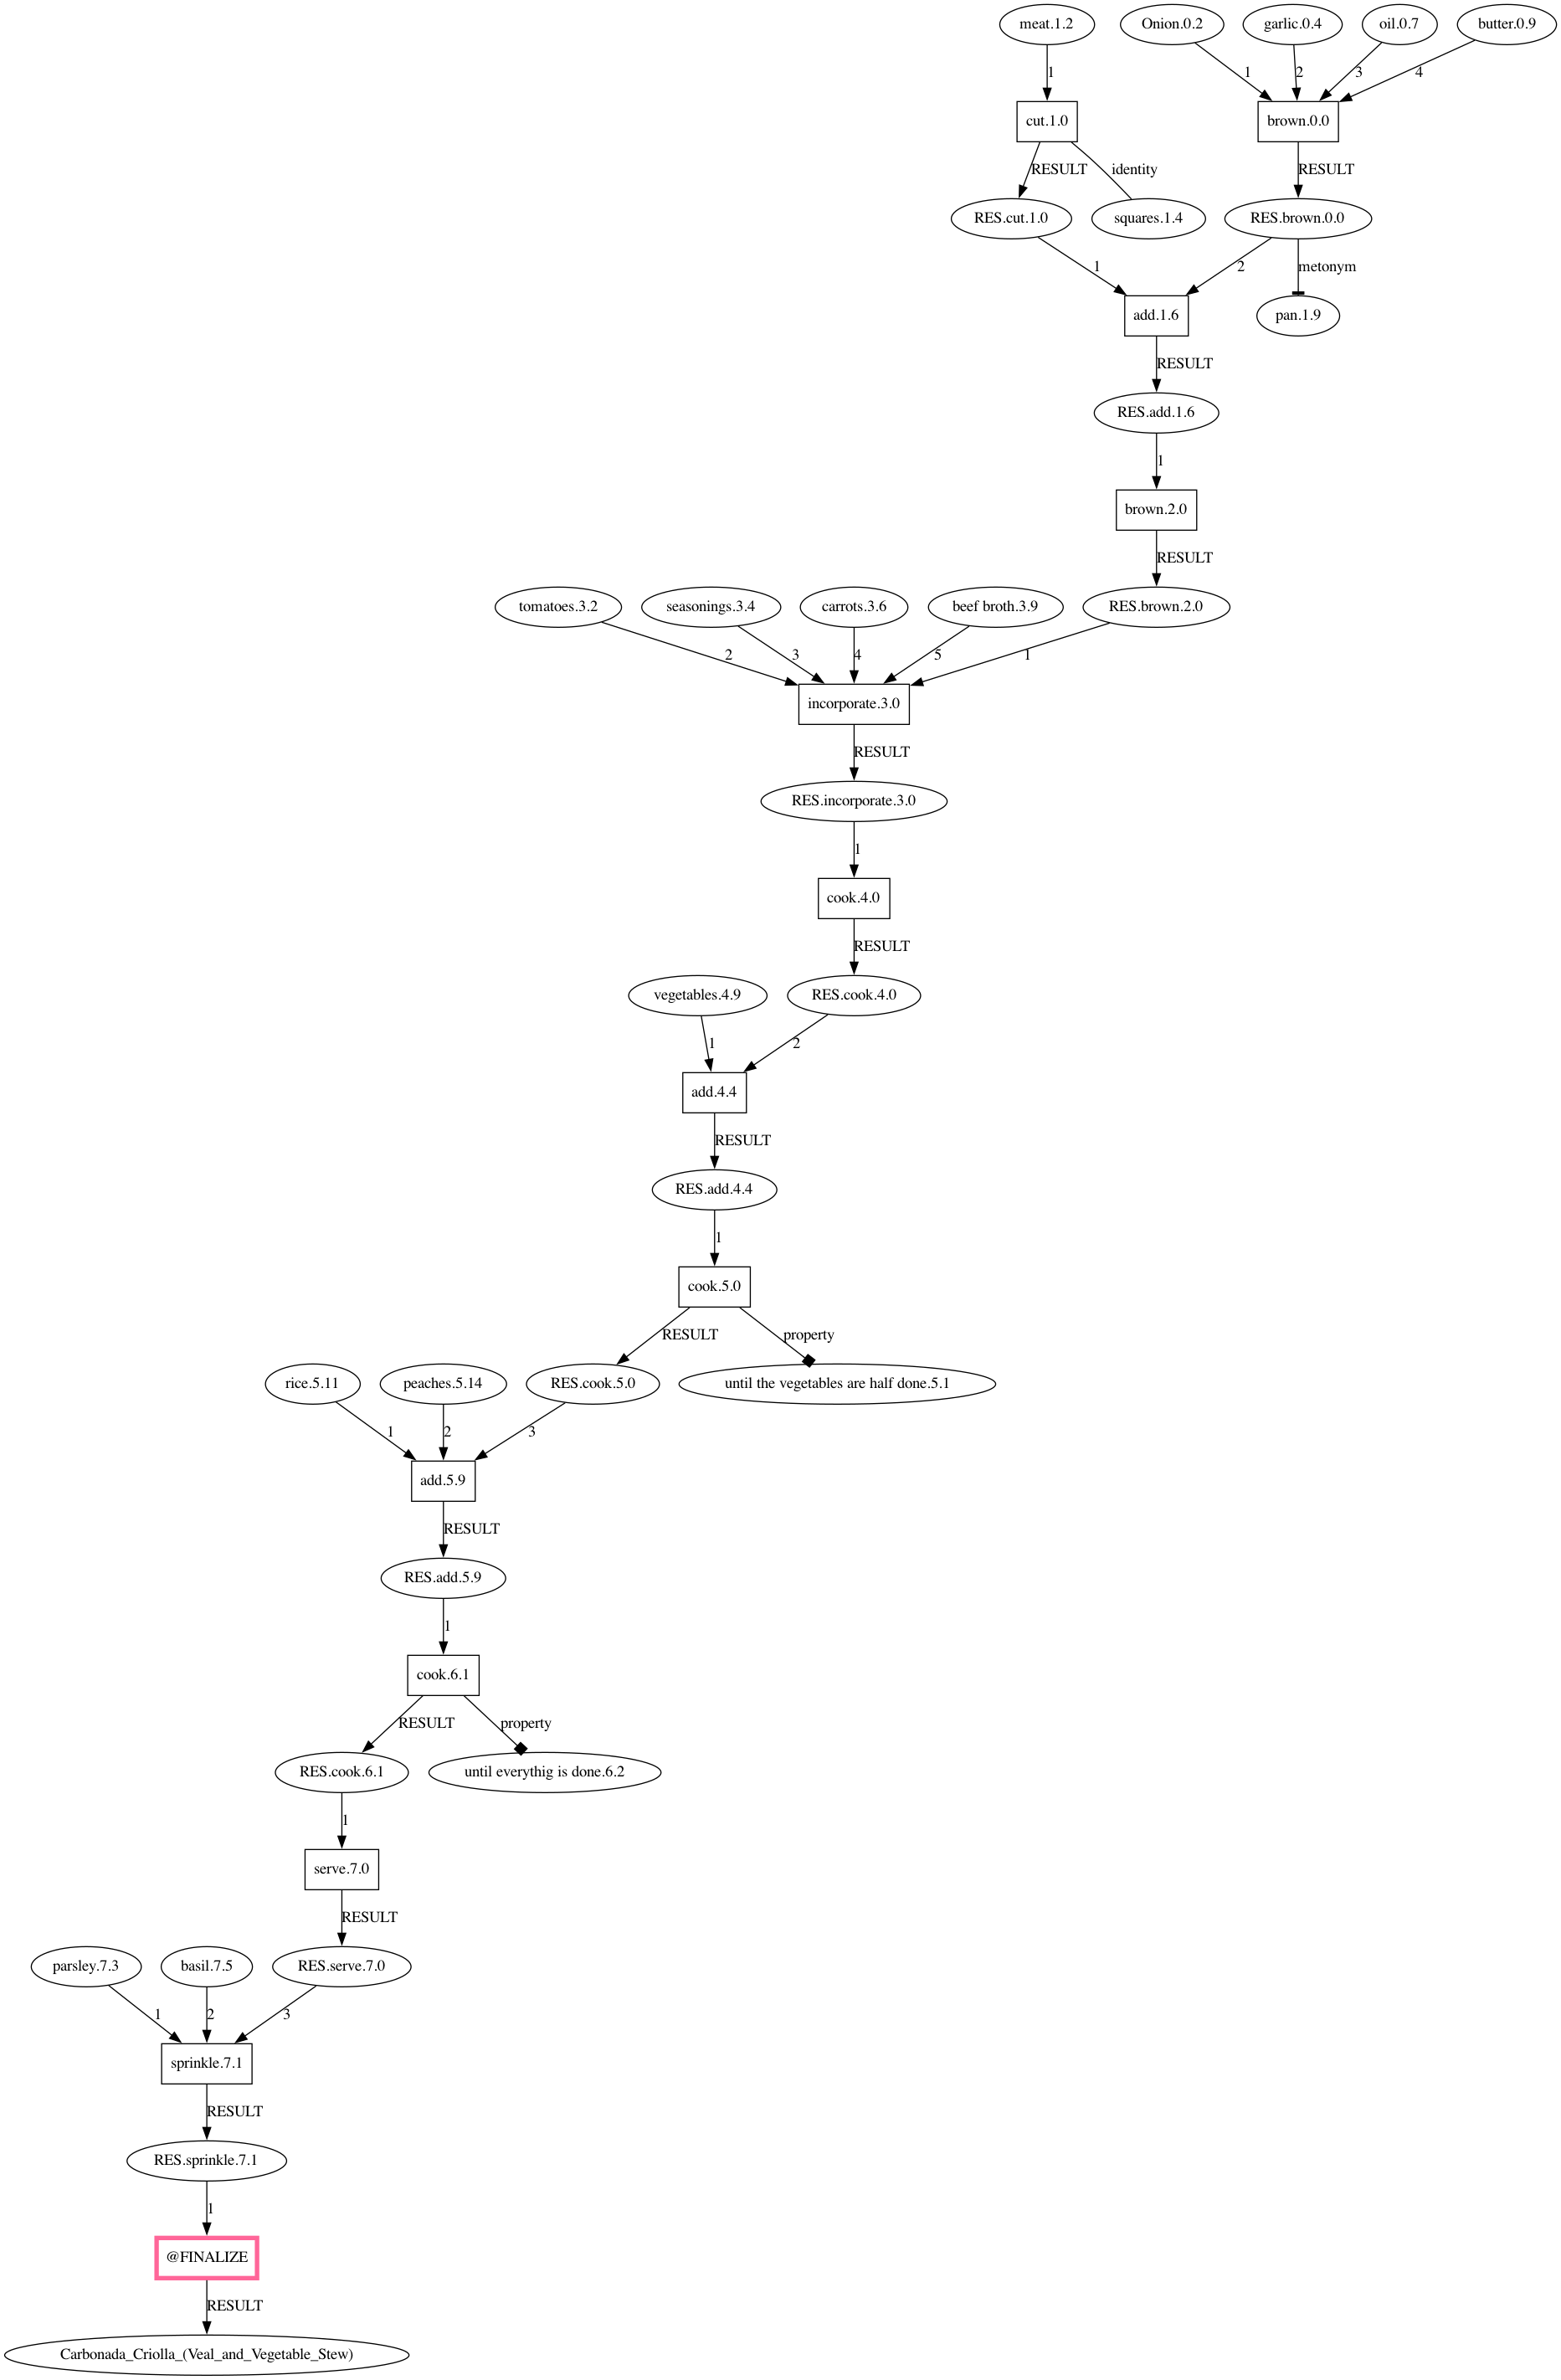 meat.1.2
Onion.0.2
garlic.0.4
oil.0.7
butter.0.9
1
1
2
3
4
cut.1.0
brown.0.0
RESULT
identity
RESULT
RES.cut.1.0
squares.1.4
RES.brown.0.0
1
2
metonym
add.1.6
pan.1.9
RESULT
RES.add.1.6
1
brown.2.0
RESULT
tomatoes.3.2
seasonings.3.4
carrots.3.6
beef broth.3.9
RES.brown.2.0
2
3
4
5
1
incorporate.3.0
RESULT
RES.incorporate.3.0
1
cook.4.0
RESULT
vegetables.4.9
RES.cook.4.0
1
2
add.4.4
RESULT
RES.add.4.4
1
cook.5.0
RESULT
property
rice.5.11
peaches.5.14
RES.cook.5.0
until the vegetables are half done.5.1
1
2
3
add.5.9
RESULT
RES.add.5.9
1
cook.6.1
RESULT
property
RES.cook.6.1
until everythig is done.6.2
1
serve.7.0
RESULT
parsley.7.3
basil.7.5
RES.serve.7.0
1
2
3
sprinkle.7.1
RESULT
RES.sprinkle.7.1
1
@FINALIZE
RESULT
Carbonada_Criolla_(Veal_and_Vegetable_Stew)